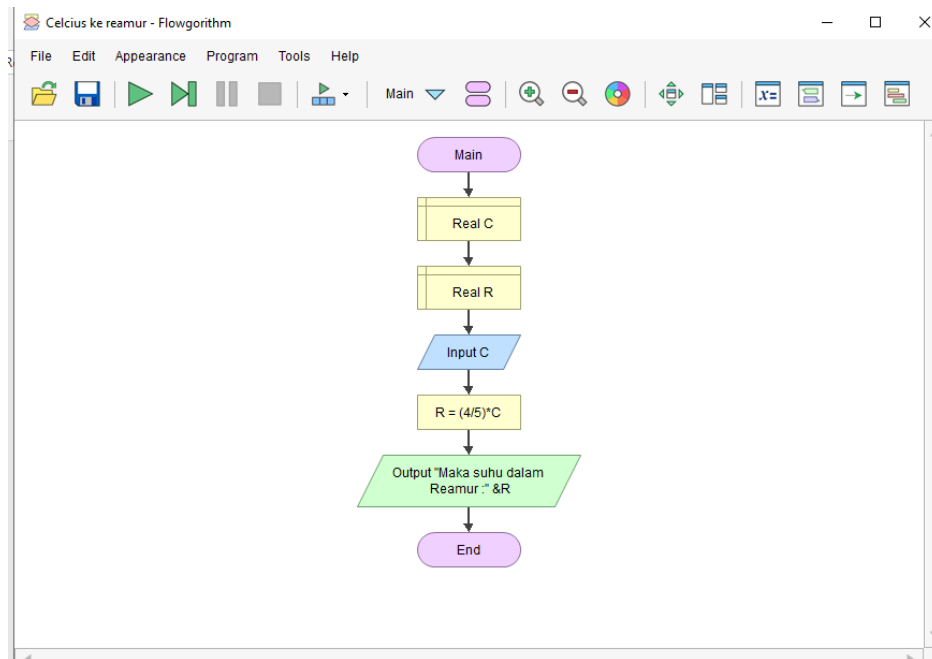 Celcius ke reamur - Flowgorithm
File Edit Appearance Program Tools Help
Main
x=
Main
Real C
Real R
Input C
R = (4/5)*C
Output "Maka suhu dalam
Reamur :" &R
End